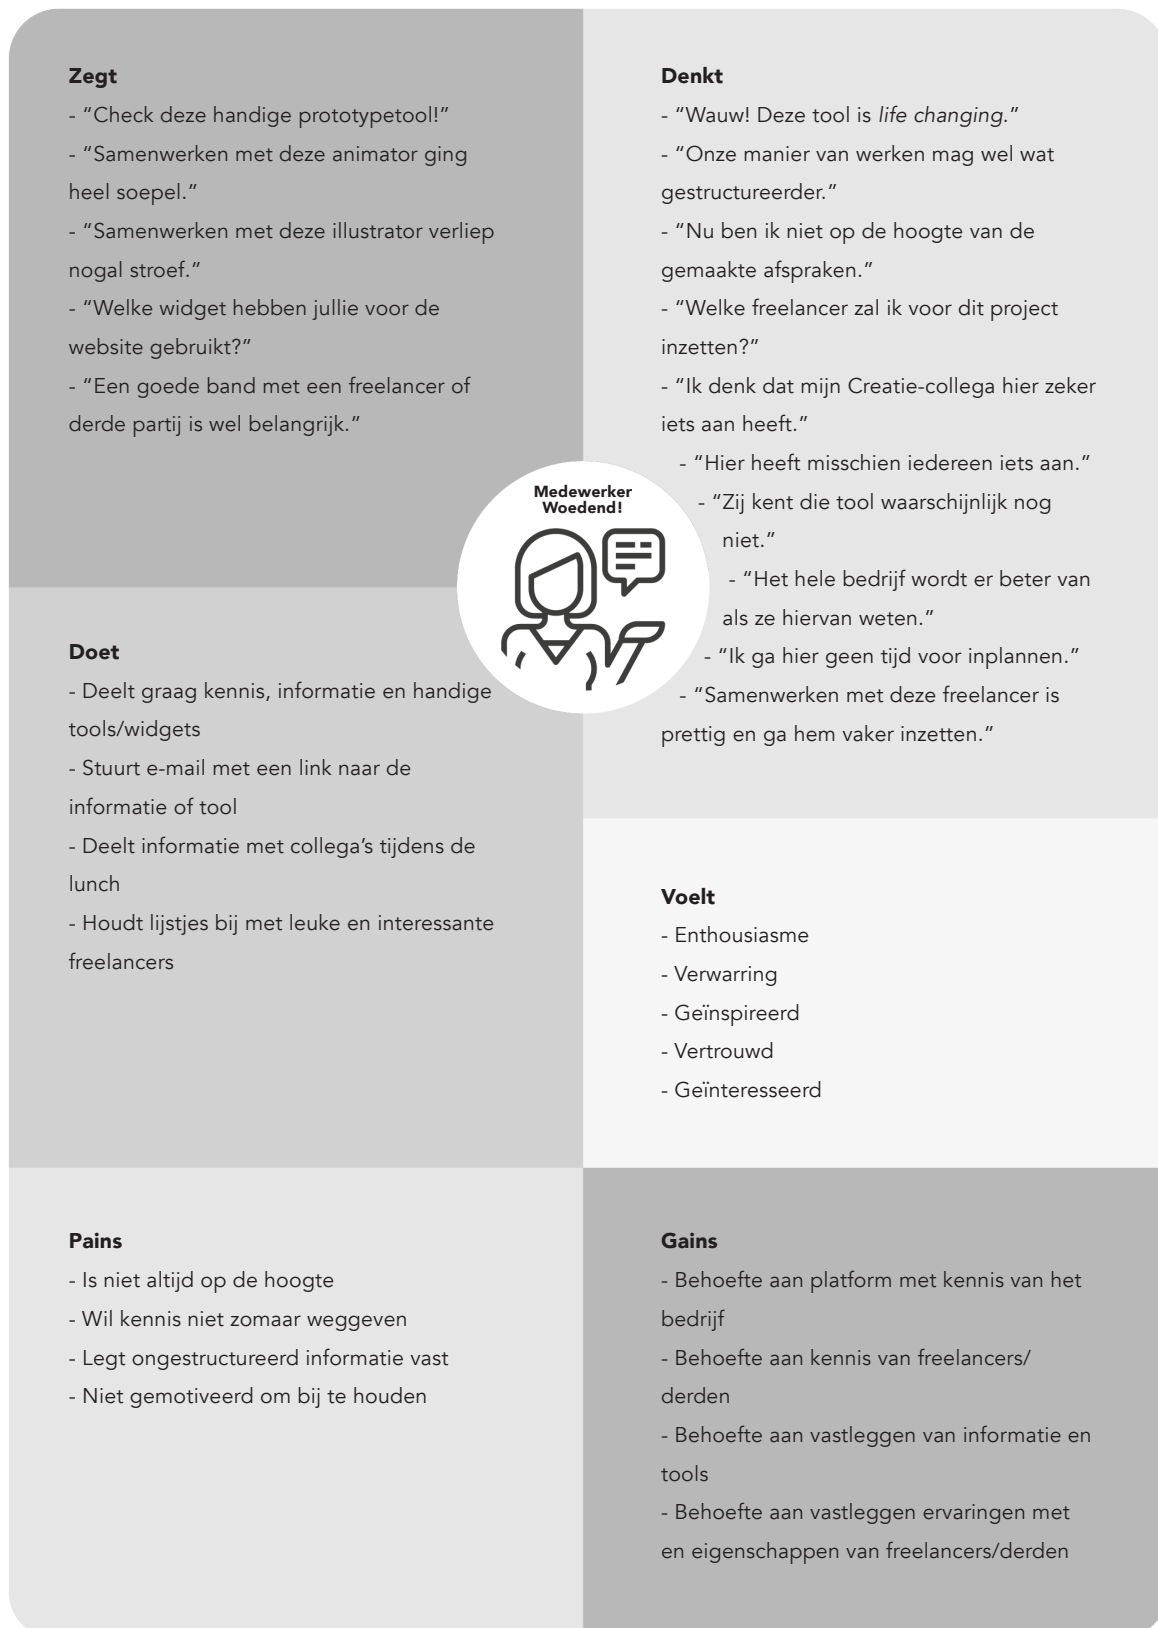 Zegt
- “Check deze handige prototypetool!”
- “Samenwerken met deze animator ging
heel soepel.”
- “Samenwerken met deze illustrator verliep
nogal stroef.”
- “Welke widget hebben jullie voor de
website gebruikt?”
- “Een goede band met een freelancer of
derde partij is wel belangrijk.”
Denkt
- “Wauw! Deze tool is life changing.”
- “Onze manier van werken mag wel wat
gestructureerder.”
- “Nu ben ik niet op de hoogte van de
gemaakte afspraken.”
- “Welke freelancer zal ik voor dit project
inzetten?”
- “Ik denk dat mijn Creatie-collega hier zeker
iets aan heeft.”
- “Hier heeft misschien iedereen iets aan.”
- “Zij kent die tool waarschijnlijk nog
niet.”
- “Het hele bedrijf wordt er beter van
als ze hiervan weten.”
- “Ik ga hier geen tijd voor inplannen.”
- “Samenwerken met deze freelancer is
prettig en ga hem vaker inzetten.”
Medewerker
Woedend!
Doet
- Deelt graag kennis, informatie en handige
tools/widgets
- Stuurt e-mail met een link naar de
informatie of tool
- Deelt informatie met collega’s tijdens de
lunch
- Houdt lijstjes bij met leuke en interessante
freelancers
Voelt
- Enthousiasme
- Verwarring
- Geïnspireerd
- Vertrouwd
- Geïnteresseerd
Pains
- Is niet altijd op de hoogte
- Wil kennis niet zomaar weggeven
- Legt ongestructureerd informatie vast
- Niet gemotiveerd om bij te houden
Gains
- Behoefte aan platform met kennis van het
bedrijf
- Behoefte aan kennis van freelancers/
derden
- Behoefte aan vastleggen van informatie en
tools
- Behoefte aan vastleggen ervaringen met
en eigenschappen van freelancers/derden